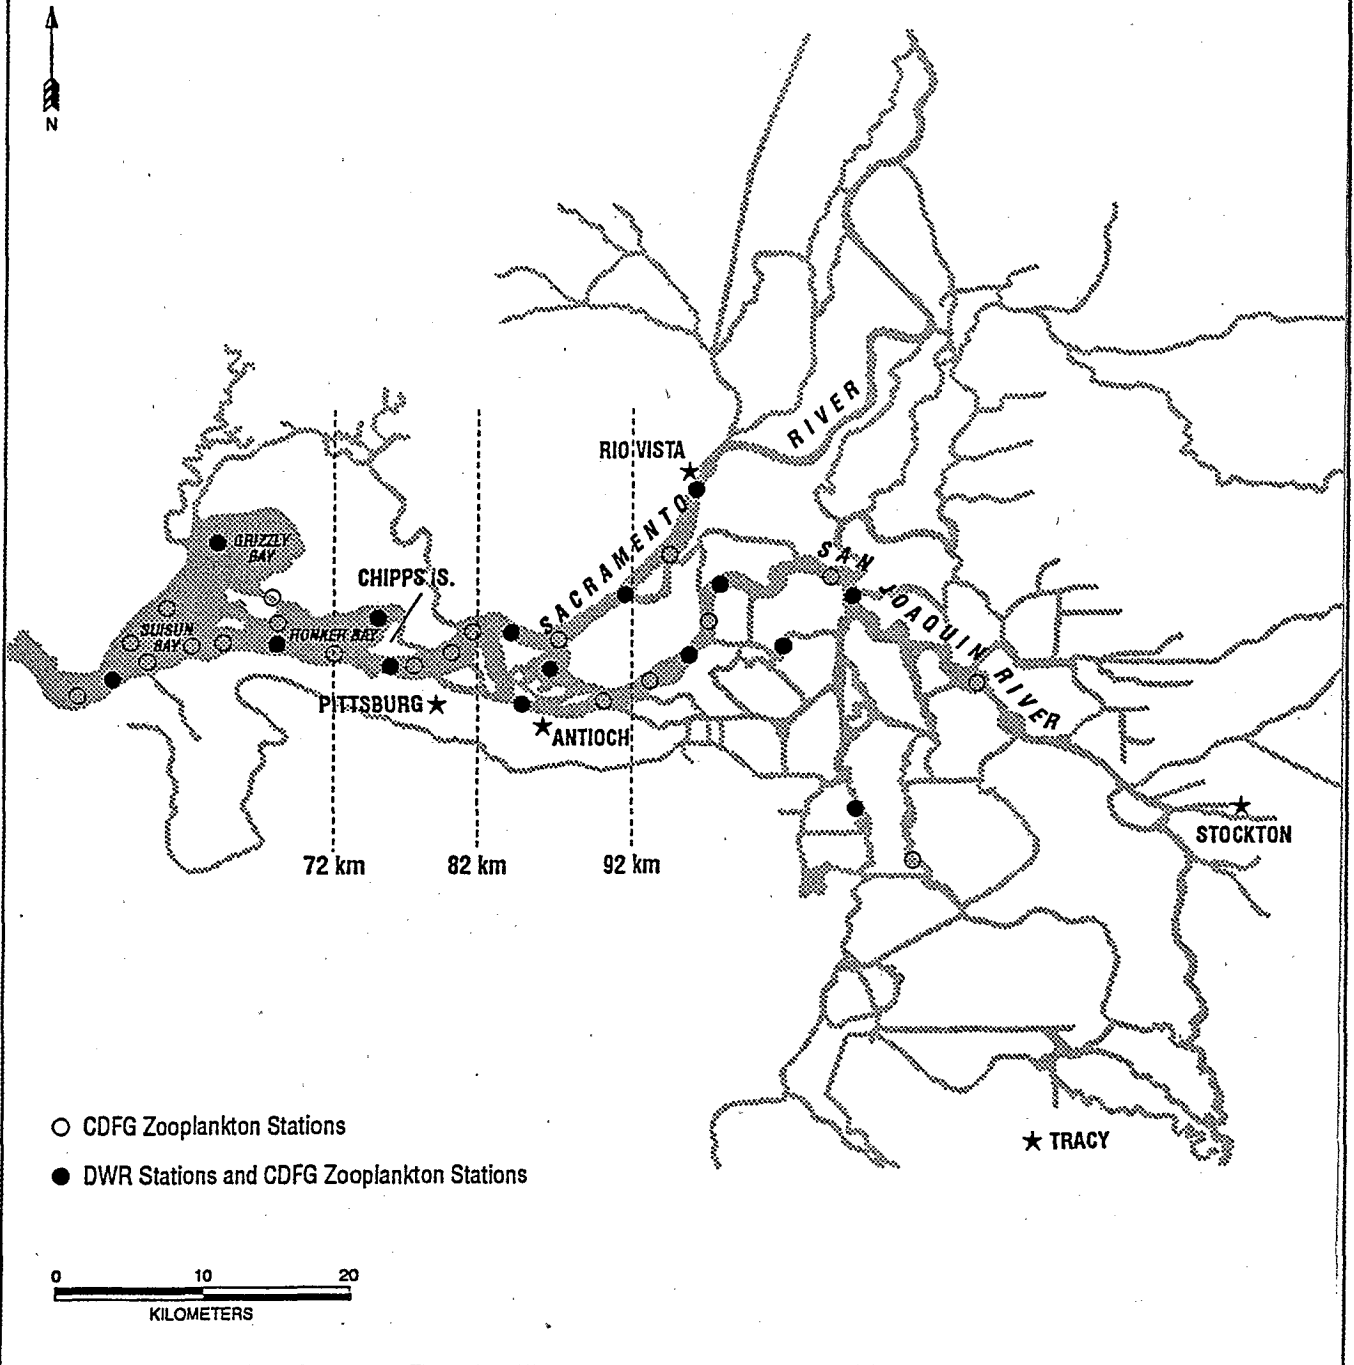 N
RIO VISTA
RIVER
SACRAMENTO
SAN JOAQUIN RIVER
GRIZZLY
BAY
CHIPPS IS.
SUISUN
BAY
HONKER BAY
PITTSBURG
ANTIOCH
STOCKTON
72 km
82 km
92 km
TRACY
CDFG Zooplankton Stations
DWR Stations and CDFG Zooplankton Stations
0 10 20
KILOMETERS